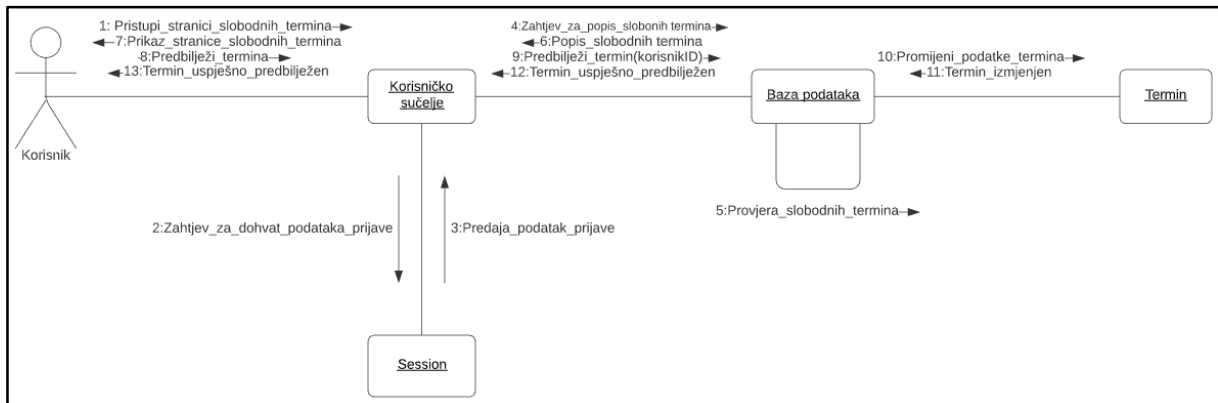 1: Pristupi_stranici_slobodnih_termina
7:Prikaz_stranice_slobodnih_termina
8:Predbilježi_termina
13:Termin_uspješno_predbilježen
4:Zahtjev_za_popis_slobonih termina
6:Popis_slobodnih termina
9:Predbilježi_termin(korisnikID)
12:Termin_uspješno_predbilježen
10:Promijeni_podatke_termina
11:Termin_izmjenjen
Korisnik
Korisničko
sučelje
Baza podataka
Termin
5:Provjera_slobodnih_termina
2:Zahtjev_za_dohvat_podataka_prijave
3:Predaja_podatak_prijave
Session